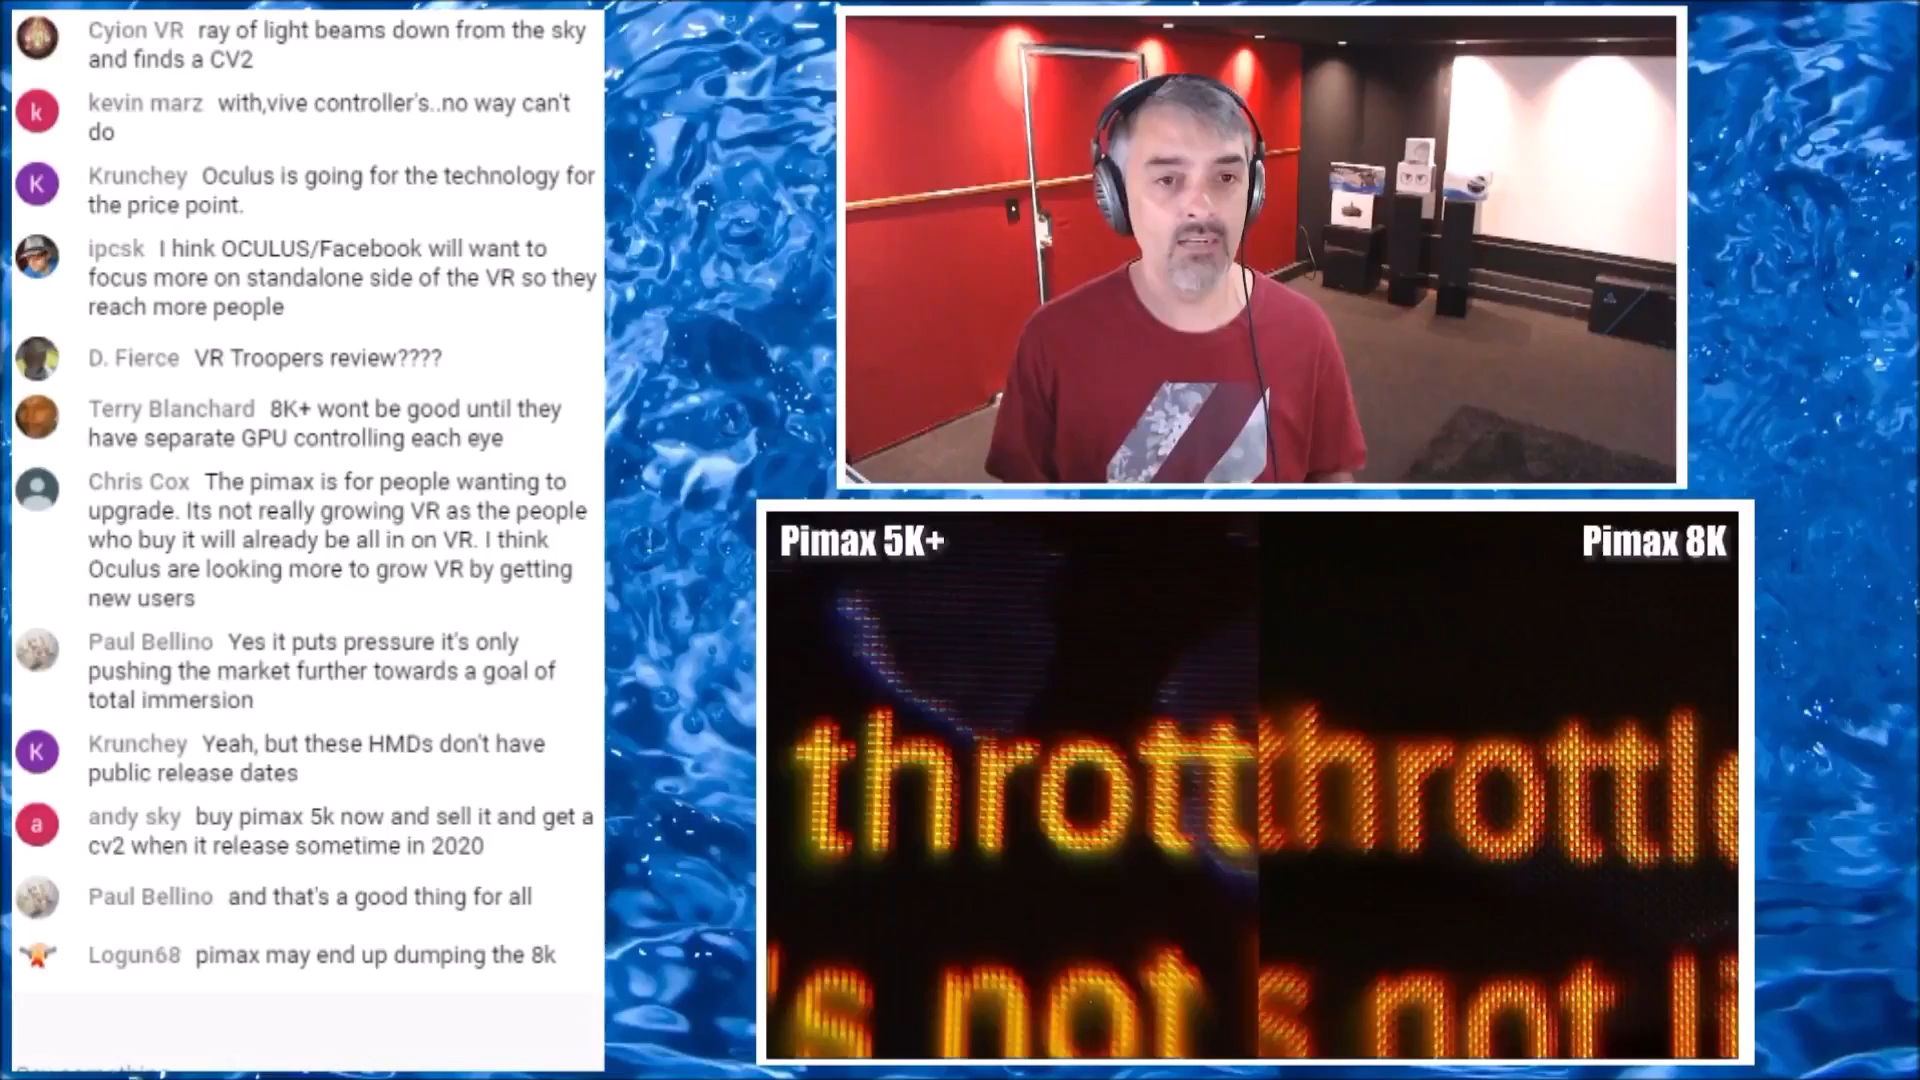 Cyion VR ray of light beams down from the sky
and finds a CV2
k
kevin marz with,vive controller's..no way can't
do
K
Krunchey Oculus is going for the technology for
the price point.
ipcsk I hink OCULUS/Facebook will want to
focus more on standalone side of the VR so they
reach more people
D. Fierce VR Troopers review????
Terry Blanchard 8K+ wont be good until they
have separate GPU controlling each eye
Chris Cox The pimax is for people wanting to
upgrade. Its not really growing VR as the people
who buy it will already be all in on VR. I think
Oculus are looking more to grow VR by getting
new users
Paul Bellino Yes it puts pressure it's only
pushing the market further towards a goal of
total immersion
K
Krunchey Yeah, but these HMDs don't have
public release dates
a
andy sky buy pimax 5k now and sell it and get a
cv2 when it release sometime in 2020
Paul Bellino and that's a good thing for all
Logun68 pimax may end up dumping the 8k
Pimax 5K+
Pimax 8K
thrott
throttle
's not
s not li